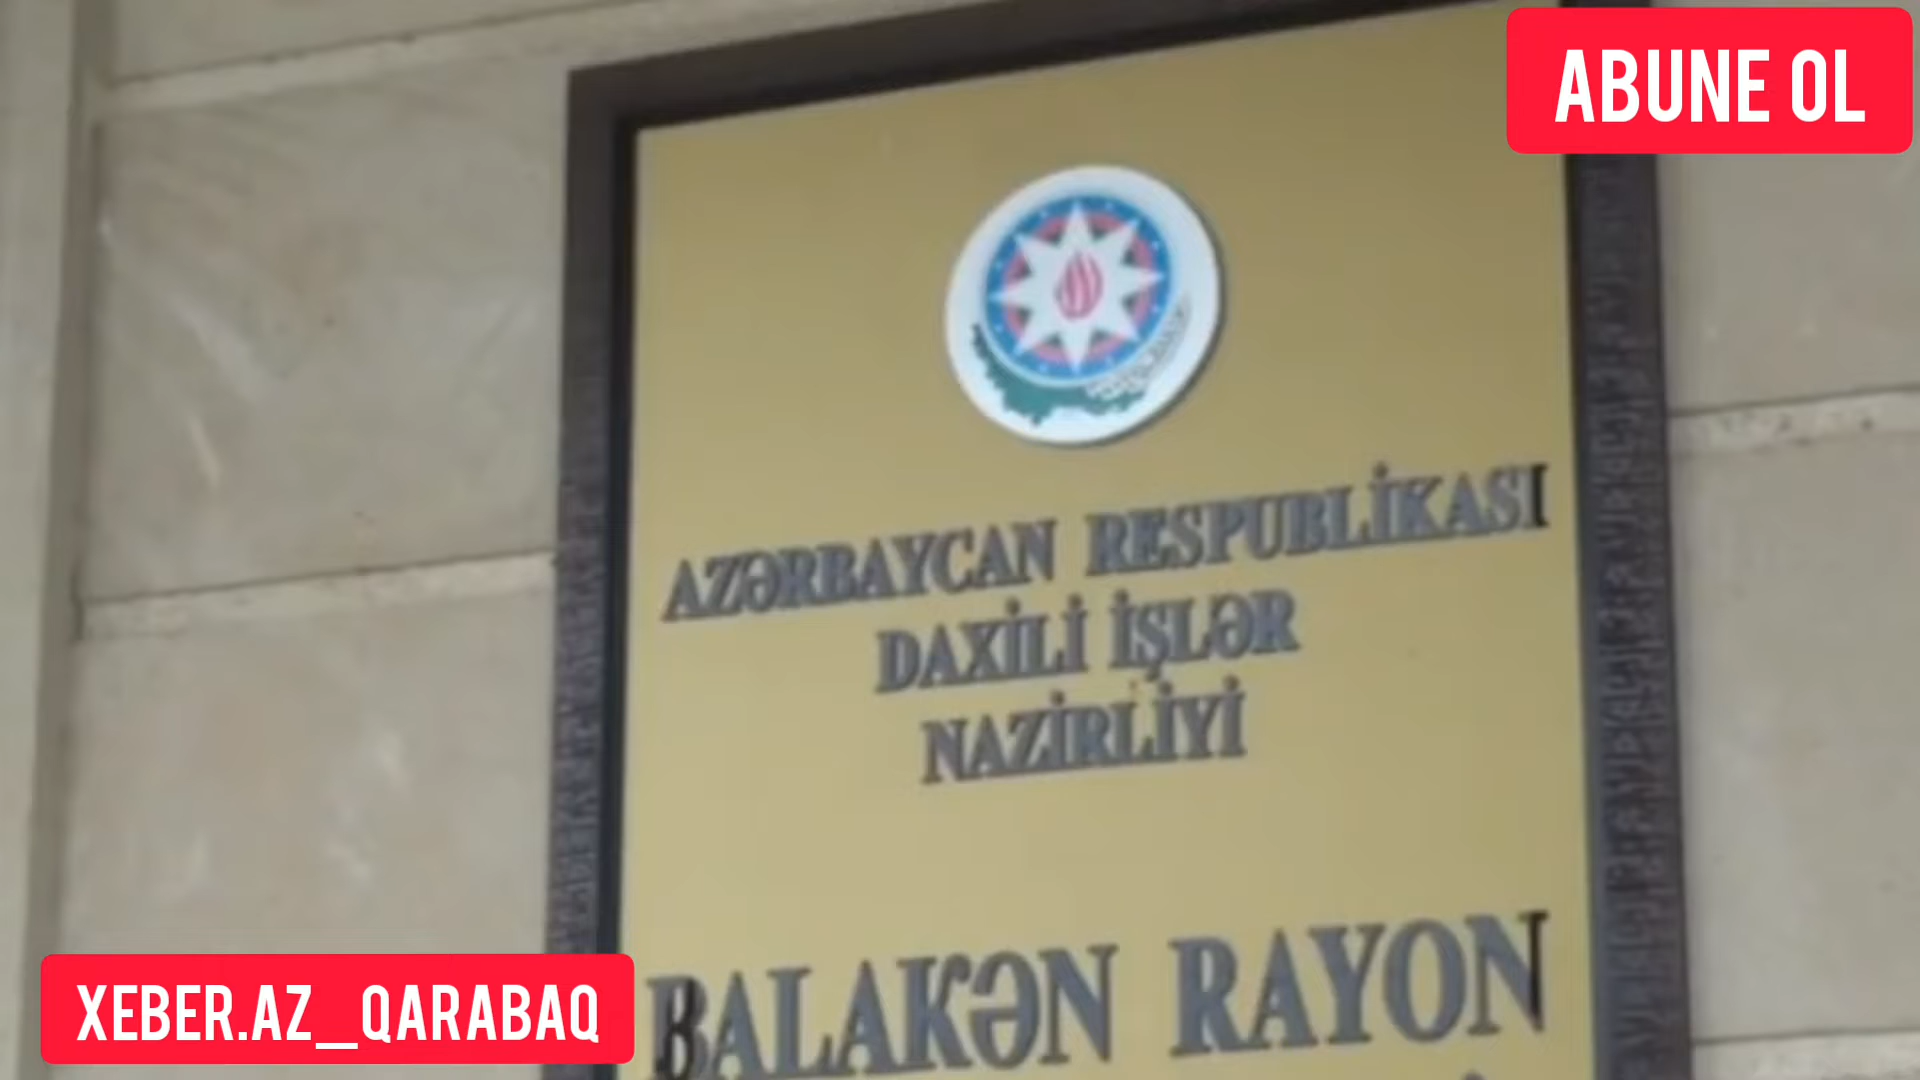 ABUNE OL
AZƏRBAYCAN RESPUBLİKASI
DAXİLİ İŞLƏR
NAZİRLİYİ
BALAKƏN RAYON
XEBER.AZ_QARABAQ